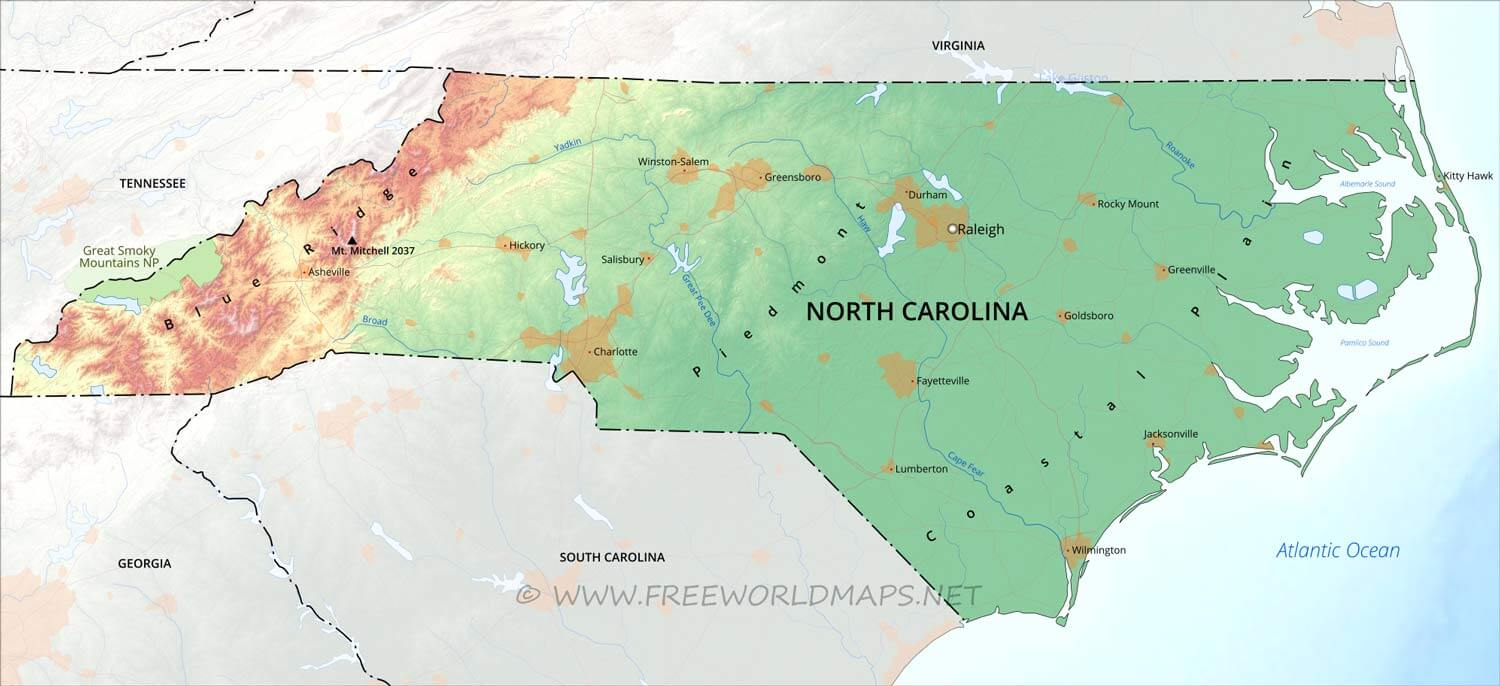 VIRGINIA
Lake Gaston
Roanoke
Yadkin
Winston-Salem
Greensboro
TENNESSEE
Kitty Hawk
Albemarle Sound
Durham
Rocky Mount
Haw
Raleigh
Blue Ridge
Mt. Mitchell 2037
Great Smoky
Mountains NP
Hickory
Salisbury
Asheville
Great Pee Dee
Greenville
Piedmont
NORTH CAROLINA
Goldsboro
Broad
Pamlico Sound
Charlotte
Fayetteville
Coastal Plain
Jacksonville
Lumberton
Cape Fear
Wilmington
Atlantic Ocean
GEORGIA
SOUTH CAROLINA
© WWW.FREEWORLDMAPS.NET